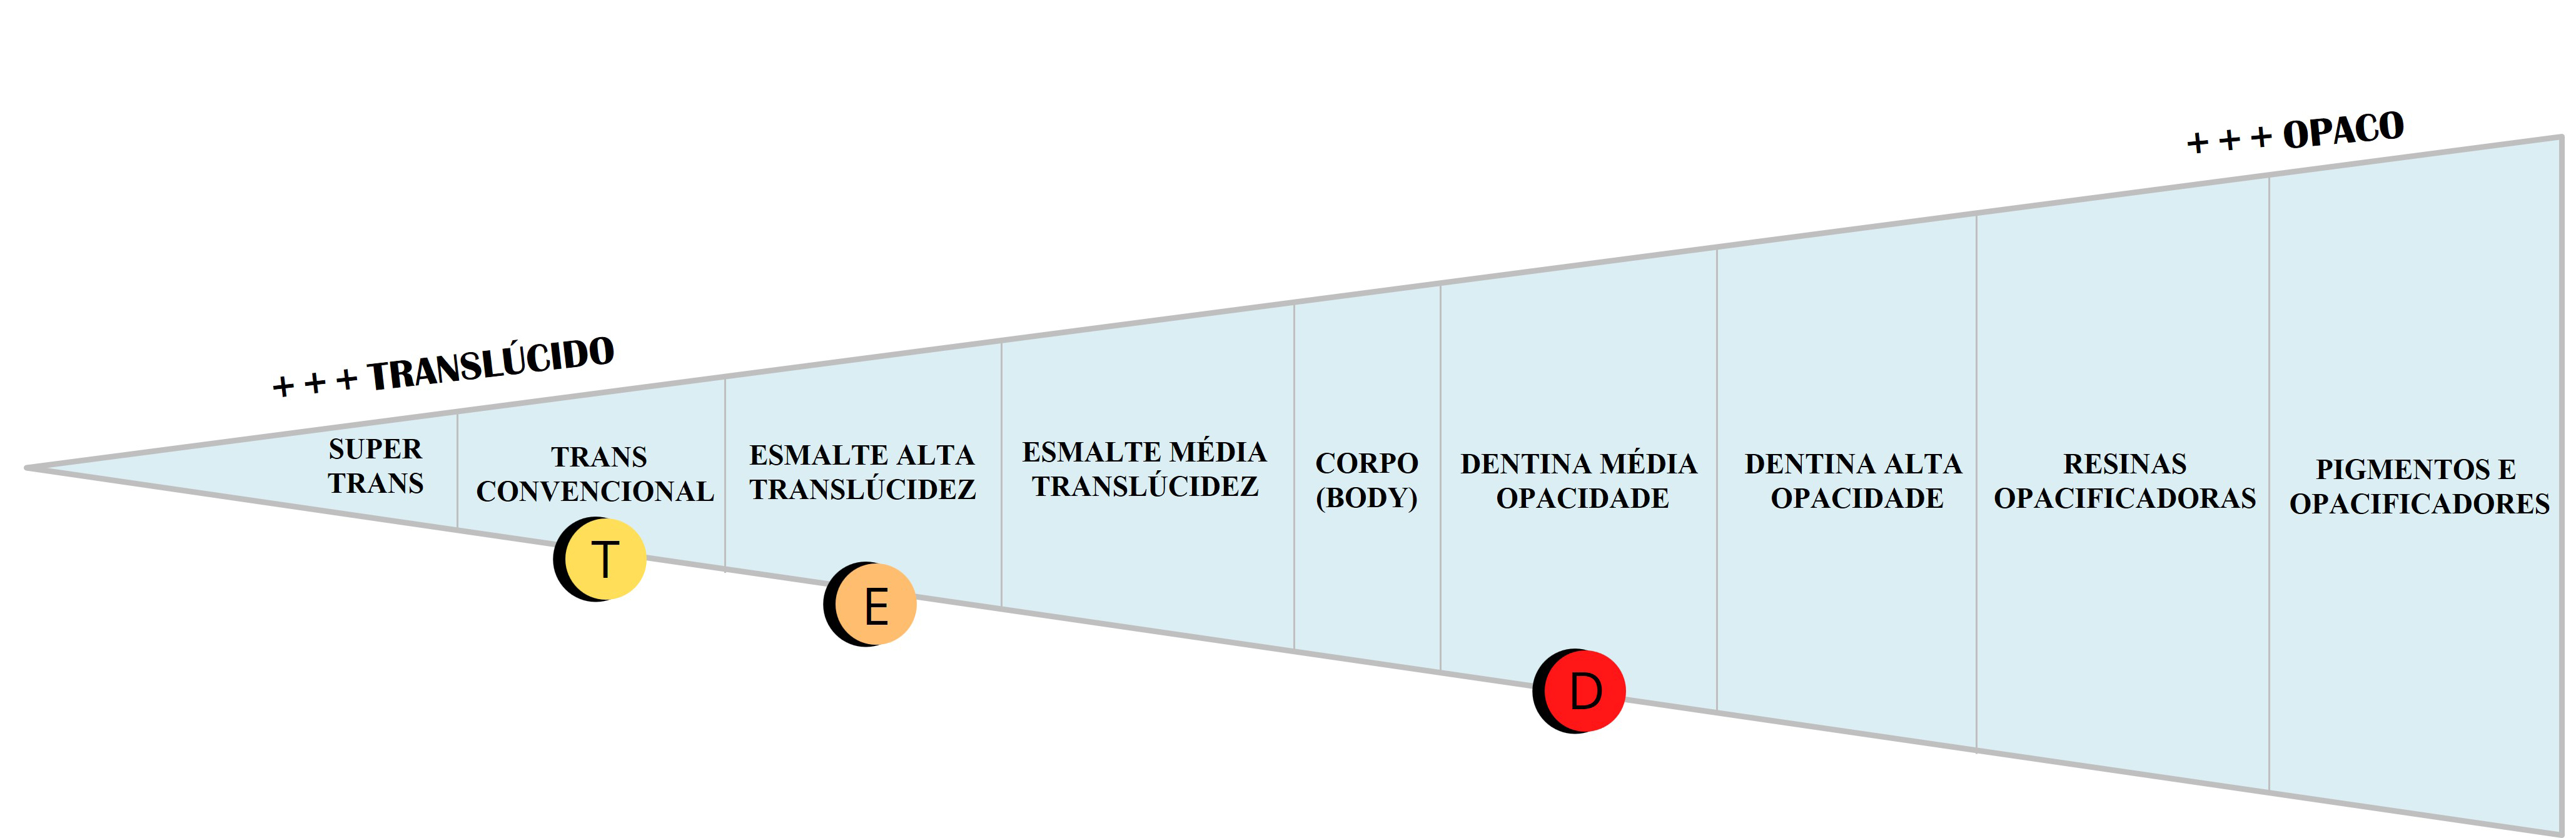 + + + OPACO
+ + + TRANSLÚCIDO
SUPER
TRANS
TRANS
CONVENCIONAL
ESMALTE ALTA
TRANSLÚCIDEZ
ESMALTE MÉDIA
TRANSLÚCIDEZ
CORPO
(BODY)
DENTINA MÉDIA
OPACIDADE
DENTINA ALTA
OPACIDADE
RESINAS
OPACIFICADORAS
PIGMENTOS E
OPACIFICADORES
T
E
D